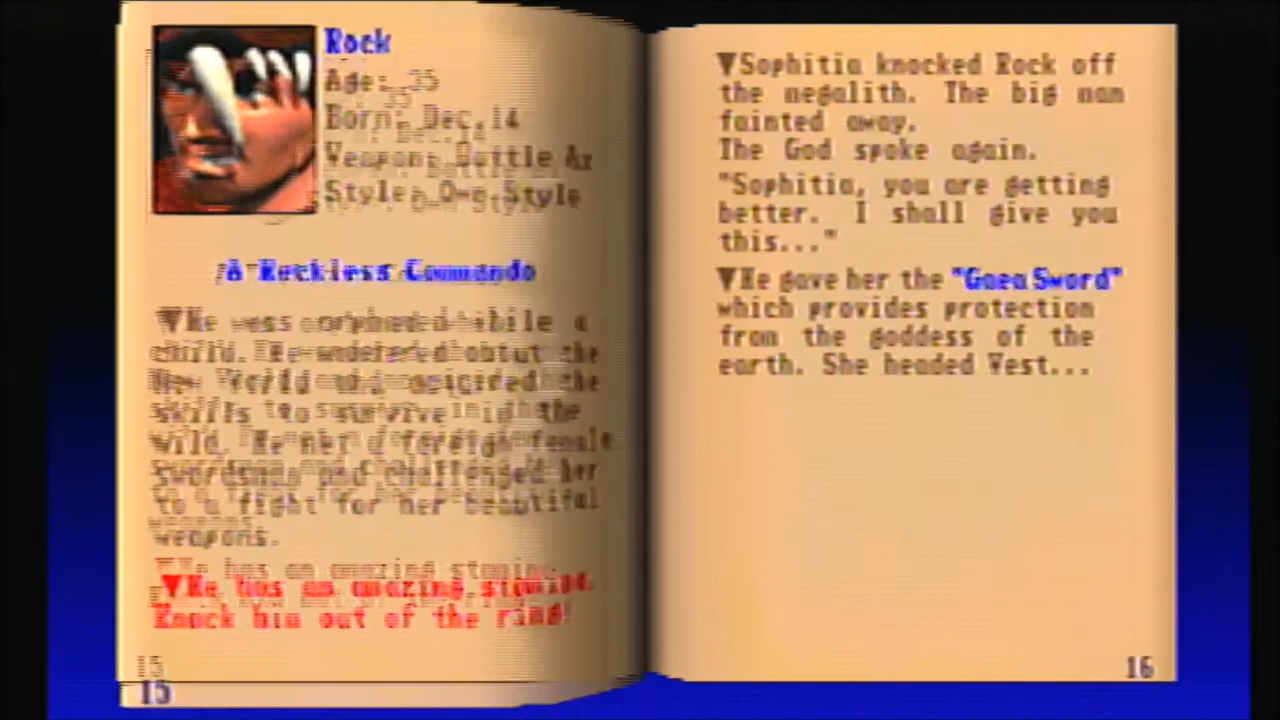 Rock
Age: 35
Born: Dec.14
Weapon: Battle Ax
Style: Own Style
A Reckless Commando
▼He was orphaned while a
child. He
New World and acquired the
skills to survive in the
wild. He met a foreign female
and challenged her
to a fight for her beautiful
weapons.
▼He has an amazing stamina.
Knock him out of the ring!
15
15
▼Sophitia knocked Rock off
the megalith. The big man
fainted away.
The God spoke again.
"Sophitia, you are getting
better. I shall give you
this..."
▼He gave her the "Gaea Sword"
which provides protection
from the goddess of the
earth. She headed West...
16